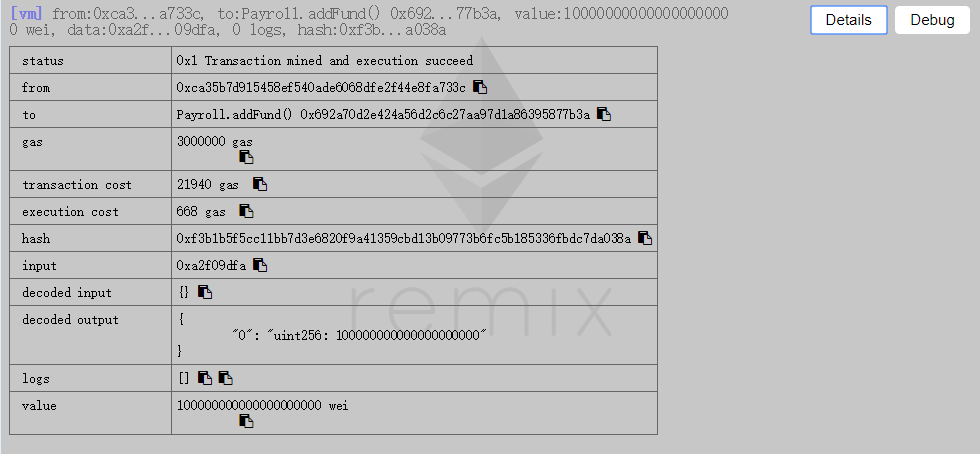 [vm] from:0xca3...a733c, to:Payroll.addFund() 0x692...77b3a, value:10000000000000000000
0 wei, data:0xa2f...09dfa, 0 logs, hash:0xf3b...a038a
Details
Debug
status 0x1 Transaction mined and execution succeed
from 0xca35b7d915458ef540ade6068dfe2f44e8fa733c
to Payroll.addFund() 0x692a70d2e424a56d2c6c27aa97d1a86395877b3a
gas 3000000 gas
transaction cost 21940 gas
execution cost 668 gas
hash 0xf3b1b5f5cc11bb7d3e6820f9a41359cbd13b09773b6fc5b185336fbdc7da038a
input 0xa2f09dfa
decoded input {}
decoded output {
"0": "uint256: 100000000000000000000"
}
logs []
value 100000000000000000000 wei
remix